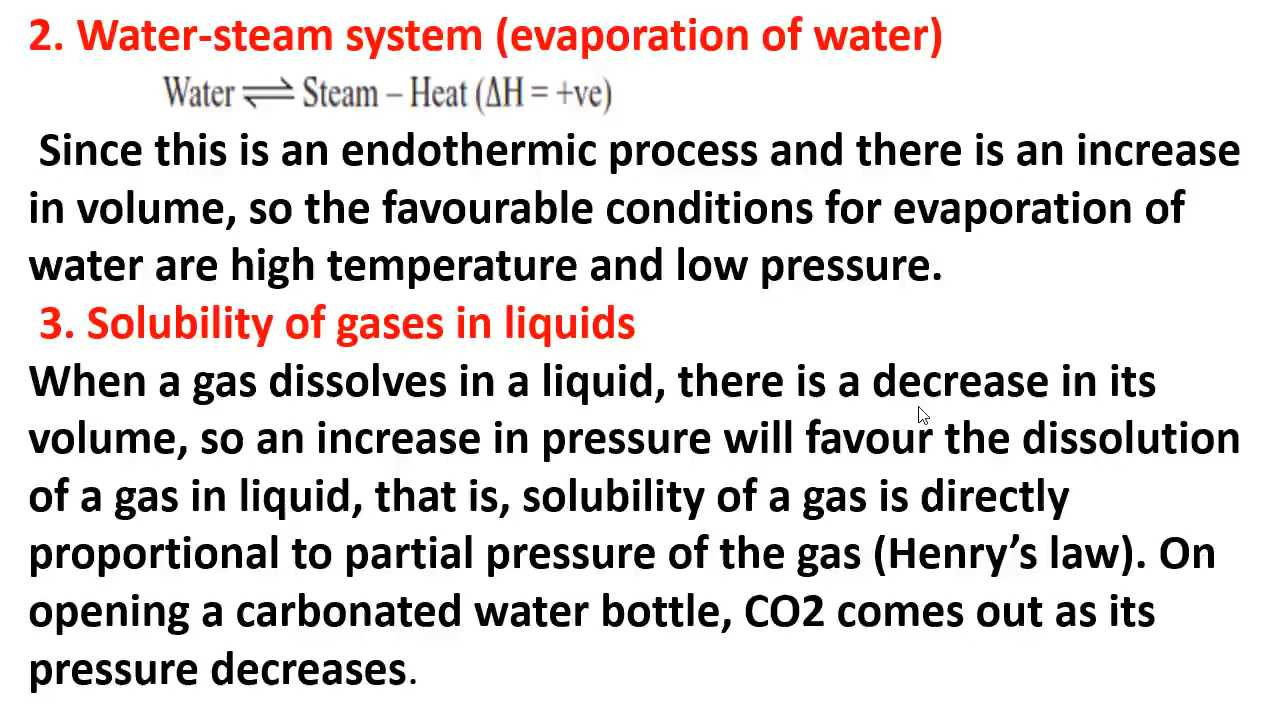 2. Water-steam system (evaporation of water)
Water ⇌ Steam – Heat (ΔH = +ve)
Since this is an endothermic process and there is an increase
in volume, so the favourable conditions for evaporation of
water are high temperature and low pressure.
3. Solubility of gases in liquids
When a gas dissolves in a liquid, there is a decrease in its
volume, so an increase in pressure will favour the dissolution
of a gas in liquid, that is, solubility of a gas is directly
proportional to partial pressure of the gas (Henry’s law). On
opening a carbonated water bottle, CO2 comes out as its
pressure decreases.